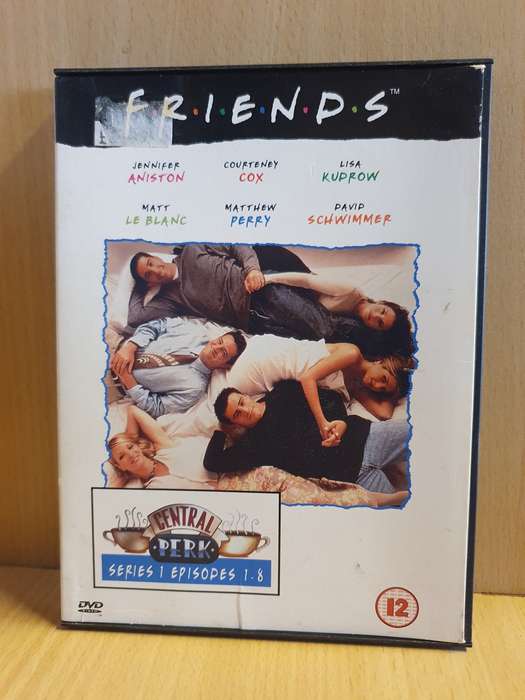 F·R·I·E·N·D·S™
JENNIFER ANISTON
COURTENEY COX
LISA KUDROW
MATT LE BLANC
MATTHEW PERRY
DAVID SCHWIMMER
CENTRAL
PERK
SERIES 1 EPISODES 1-8
DVD
VIDEO
12